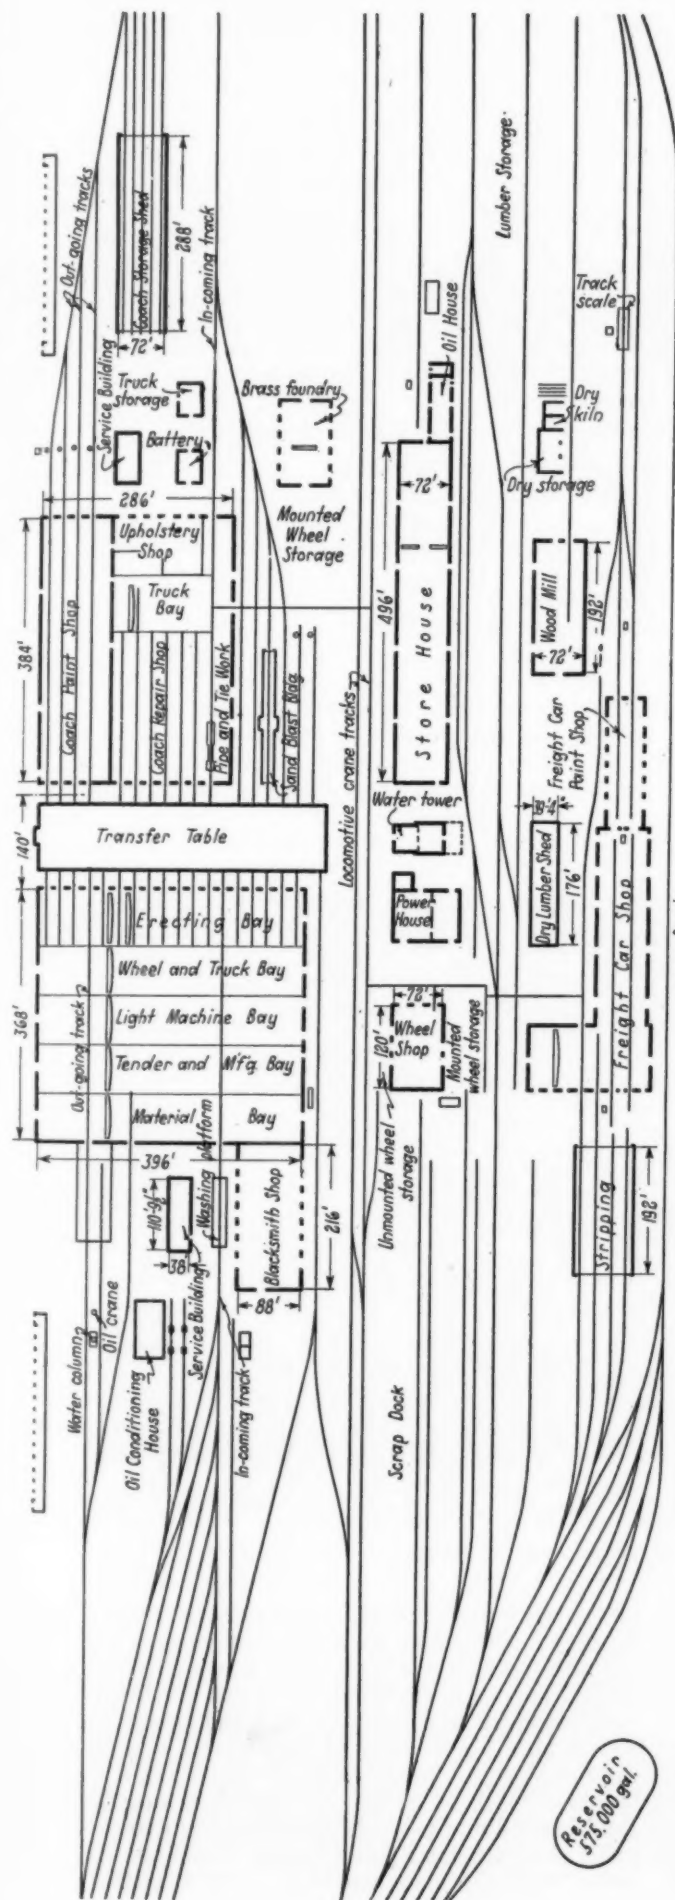 Out-going tracks
Coach Storage Shed
288'
72'
In-coming track
Service Building
Truck
storage
Battery
286'
Brass foundry
Mounted
Wheel
Storage
Lumber Storage
Track
scale
Oil House
Dry
kiln
Dry storage
72'
496'
Store House
Wood Mill
72'
192'
Upholstery
Shop
Truck
Bay
384'
Coach Paint Shop
Coach Repair Shop
Pipe and Tie Work
Sand Blast Bldg.
Locomotive crane tracks
Freight Car
Paint Shop
140'
Transfer Table
Water tower
Power
House
Dry Lumber Shed
176'
Freight Car Shop
368'
Out-going track
Erecting Bay
Wheel and Truck Bay
Light Machine Bay
Tender and M'f'g. Bay
Material Bay
396'
72'
120'
Wheel
Shop
Mounted
wheel storage
Unmounted wheel
storage
110'-9½"
38'
Service Building
Washing platform
Blacksmith Shop
216'
88'
Stripping
192'
Water column
Oil crane
Oil Conditioning
House
In-coming track
Scrap Dock
Reservoir
575,000 gal.